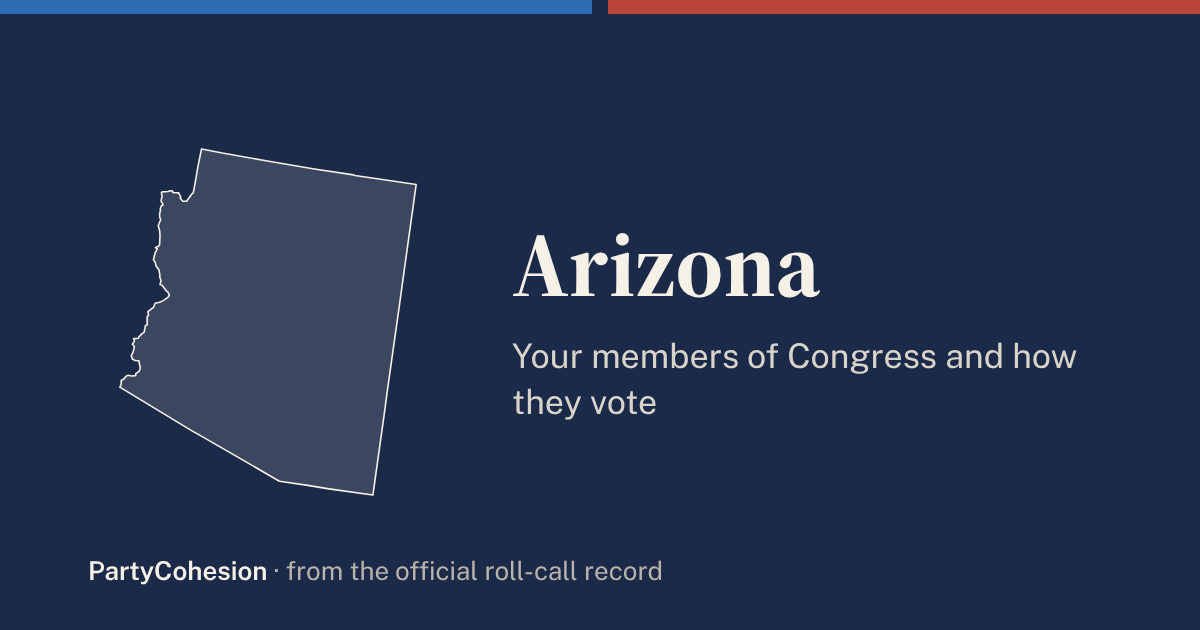 Arizona
Your members of Congress and how
they vote
PartyCohesion · from the official roll-call record